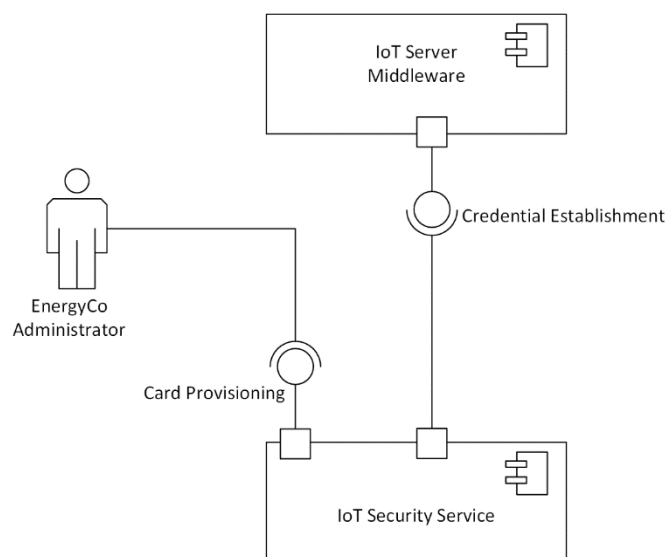 IoT Server
Middleware
Credential Establishment
EnergyCo
Administrator
Card Provisioning
IoT Security Service